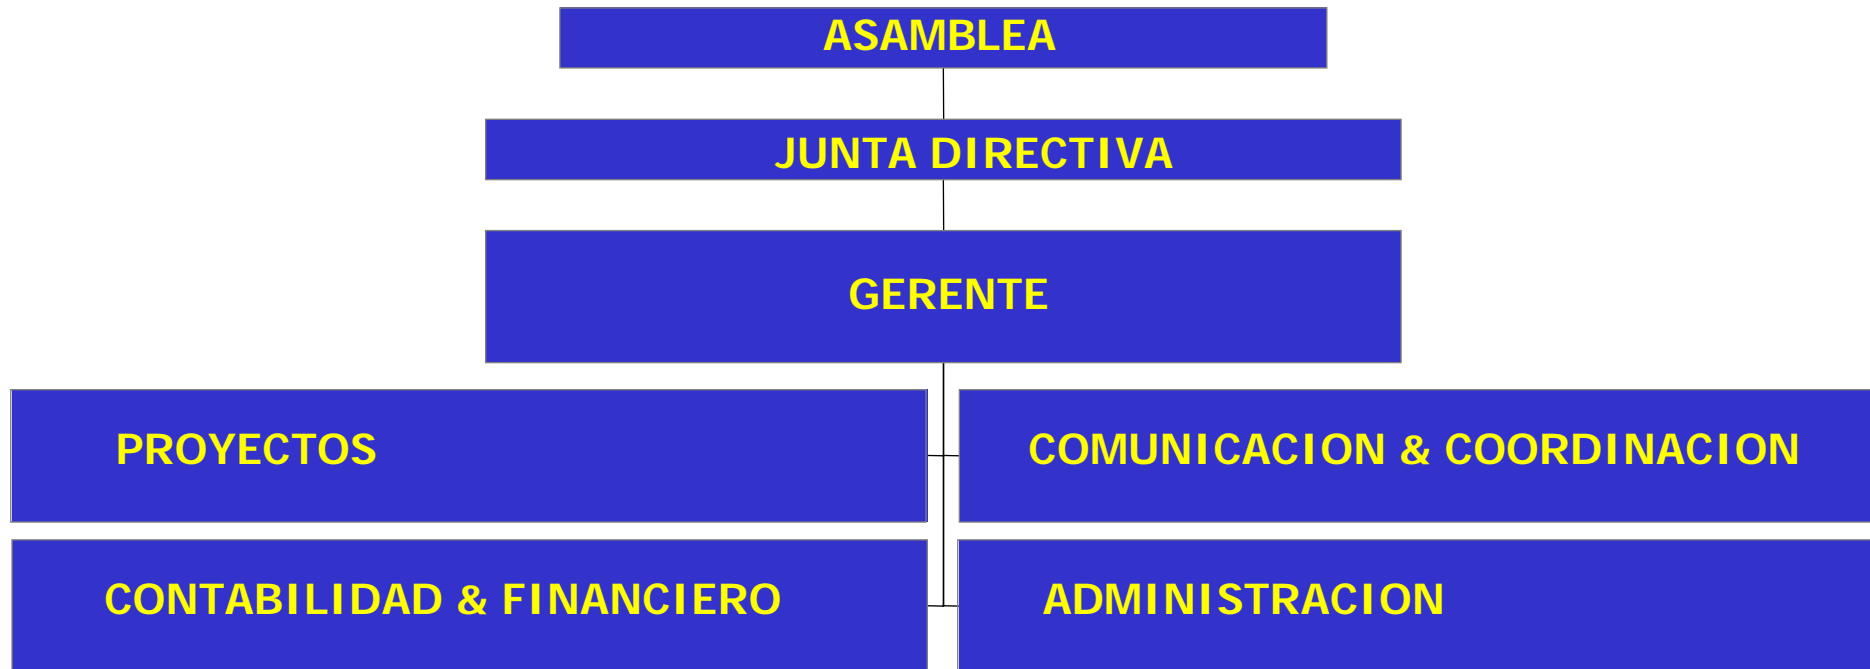 ASAMBLEA
JUNTA DIRECTIVA
GERENTE
PROYECTOS
COMUNICACION & COORDINACION
CONTABILIDAD & FINANCIERO
ADMINISTRACION